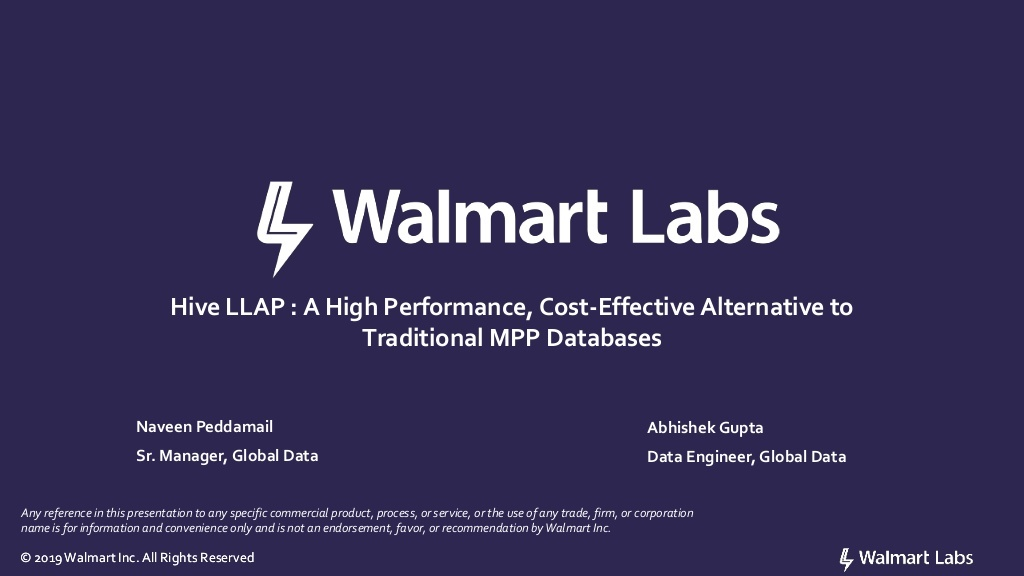 Walmart Labs
Hive LLAP : A High Performance, Cost-Effective Alternative to
Traditional MPP Databases
Naveen Peddamail
Sr. Manager, Global Data
Abhishek Gupta
Data Engineer, Global Data
Any reference in this presentation to any specific commercial product, process, or service, or the use of any trade, firm, or corporation
name is for information and convenience only and is not an endorsement, favor, or recommendation by Walmart Inc.
© 2019 Walmart Inc. All Rights Reserved
Walmart Labs